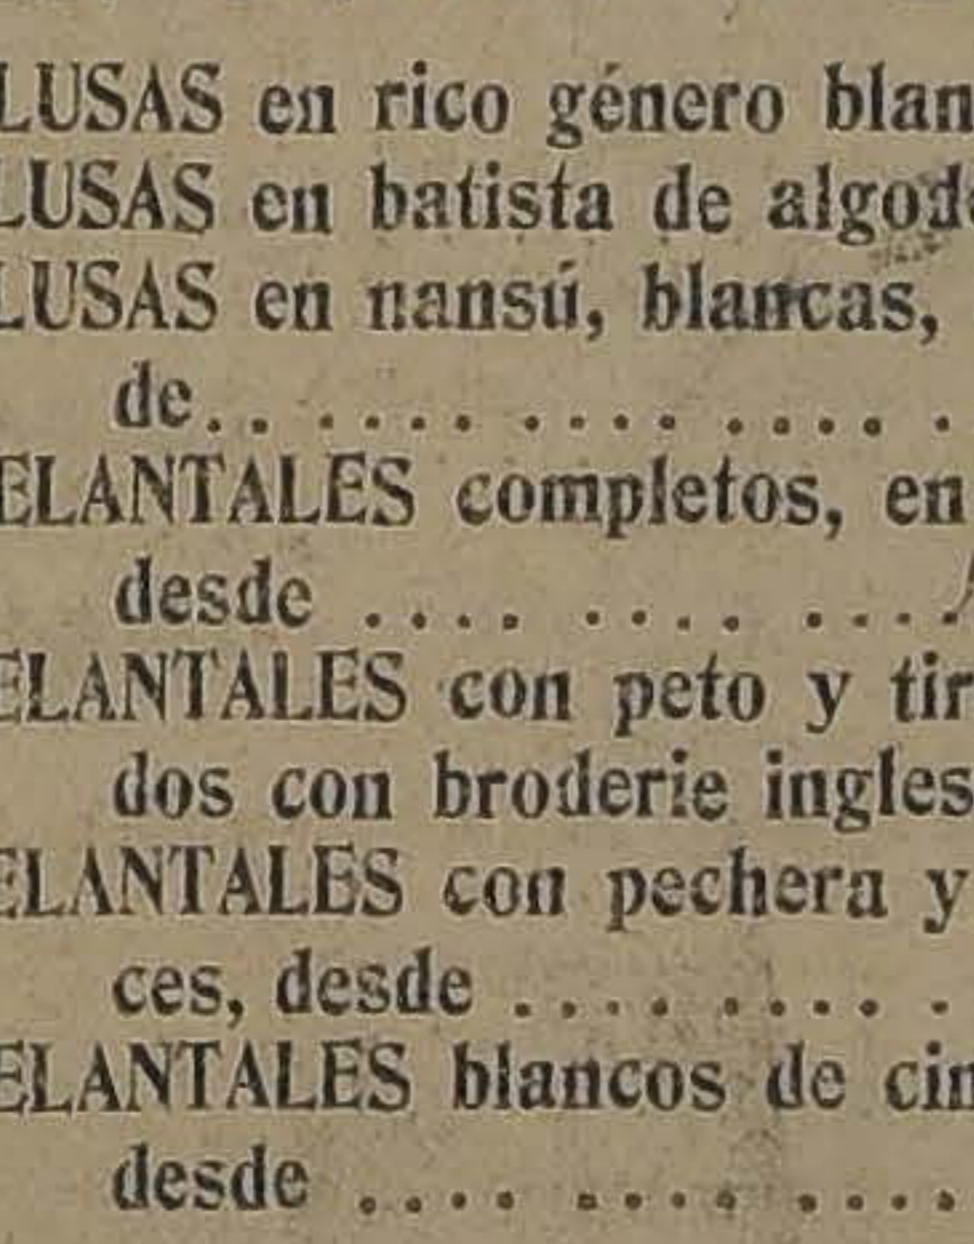 LUSAS en rico género blan
LUSAS en batista de algod
LUSAS en nansú, blancas,
de.. .... .... .... .
ELANTALES completos, en
desde .... .... ....
ELANTALES con peto y tir
dos con broderie ingles
ELANTALES con pechera y
ces, desde .... .... .
ELANTALES blancos de cin
desde .... .... ....